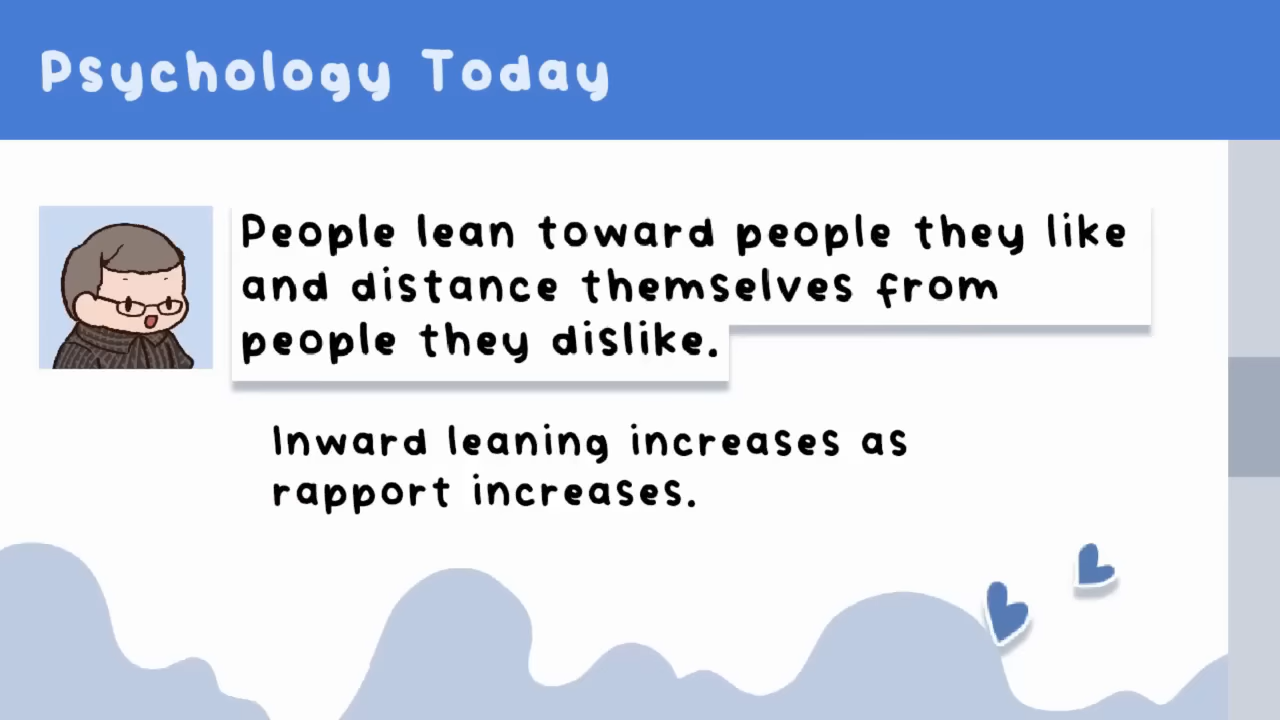 Psychology Today
People lean toward people they like
and distance themselves from
people they dislike.
Inward leaning increases as
rapport increases.